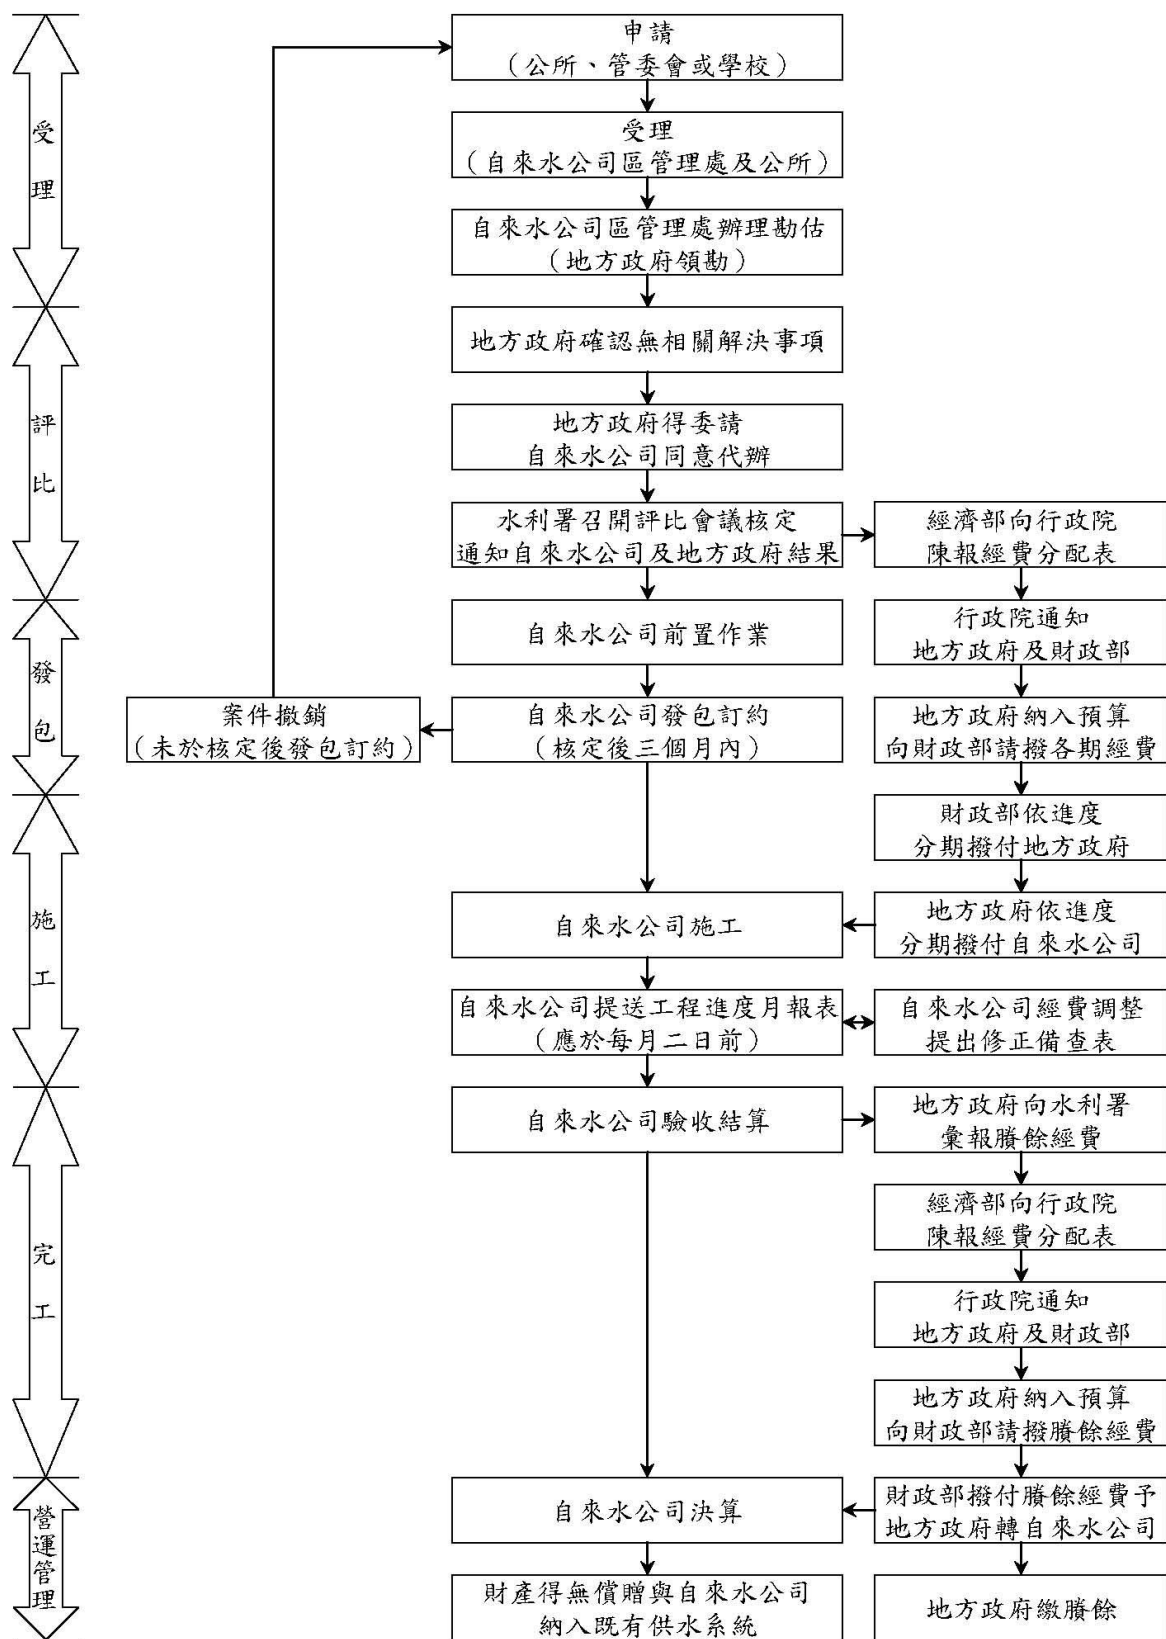 受理
評比
發包
施工
完工
營運管理
申請
（公所、管委會或學校）
受理
（自來水公司區管理處及公所）
自來水公司區管理處辦理勘估
（地方政府領勘）
地方政府確認無相關解決事項
地方政府得委請
自來水公司同意代辦
水利署召開評比會議核定
通知自來水公司及地方政府結果
經濟部向行政院
陳報經費分配表
自來水公司前置作業
行政院通知
地方政府及財政部
案件撤銷
（未於核定後發包訂約）
自來水公司發包訂約
（核定後三個月內）
地方政府納入預算
向財政部請撥各期經費
財政部依進度
分期撥付地方政府
自來水公司施工
地方政府依進度
分期撥付自來水公司
自來水公司提送工程進度月報表
（應於每月二日前）
自來水公司經費調整
提出修正備查表
自來水公司驗收結算
地方政府向水利署
彙報賸餘經費
經濟部向行政院
陳報經費分配表
行政院通知
地方政府及財政部
地方政府納入預算
向財政部請撥賸餘經費
自來水公司決算
財政部撥付賸餘經費予
地方政府轉自來水公司
財產得無償贈與自來水公司
納入既有供水系統
地方政府繳賸餘